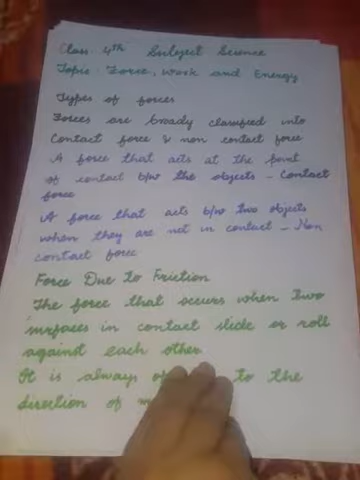 Class 4th Subject Science
Topic Force, Work and Energy
Types of forces
Forces are broady classified into
Contact force & non contact force
A force that acts at the point
of contact b/w the objects - Contact
force
A force that acts b/w two objects
when they are not in contact - Non
contact force
Force Due to Friction
The force that occurs when Two
surfaces in contact slide or roll
against each other
It is always to the
direction of